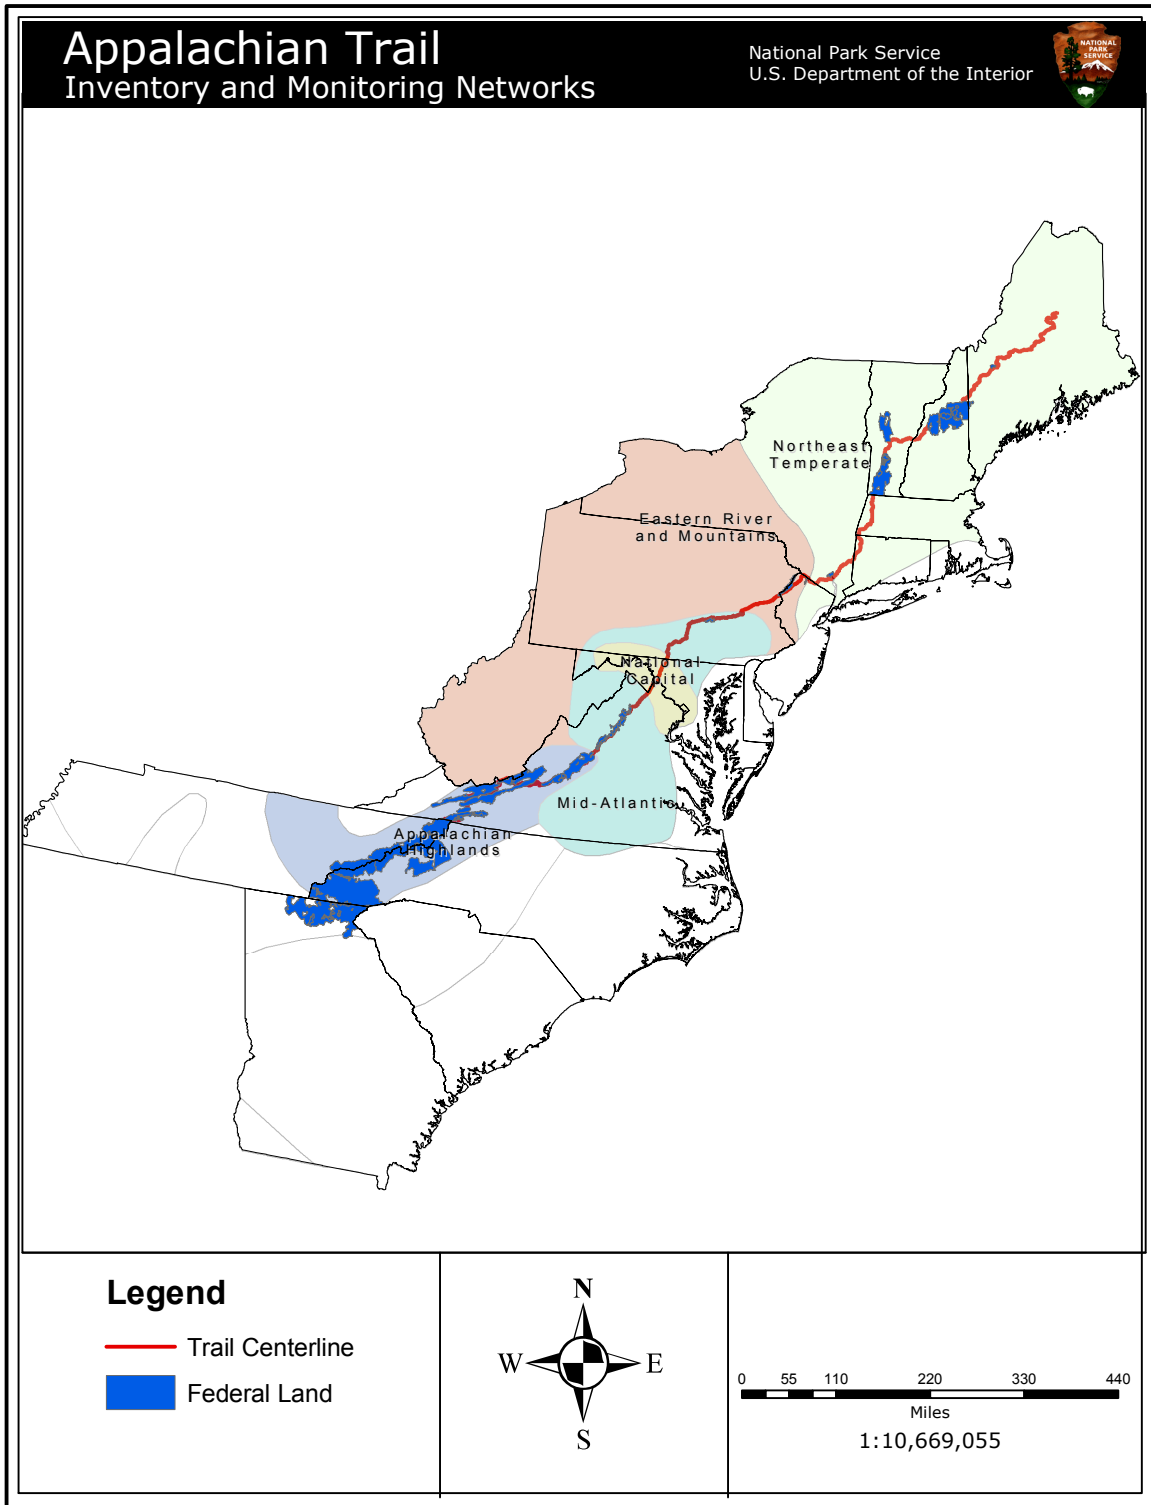 Appalachian Trail
Inventory and Monitoring Networks
National Park Service
U.S. Department of the Interior
NATIONAL
PARK
SERVICE
Northeast
Temperate
Eastern River
and Mountains
National
Capital
Mid-Atlantic
Appalachian
Highlands
Legend
Trail Centerline
Federal Land
N
W
E
S
0 55 110 220 330 440
Miles
1:10,669,055